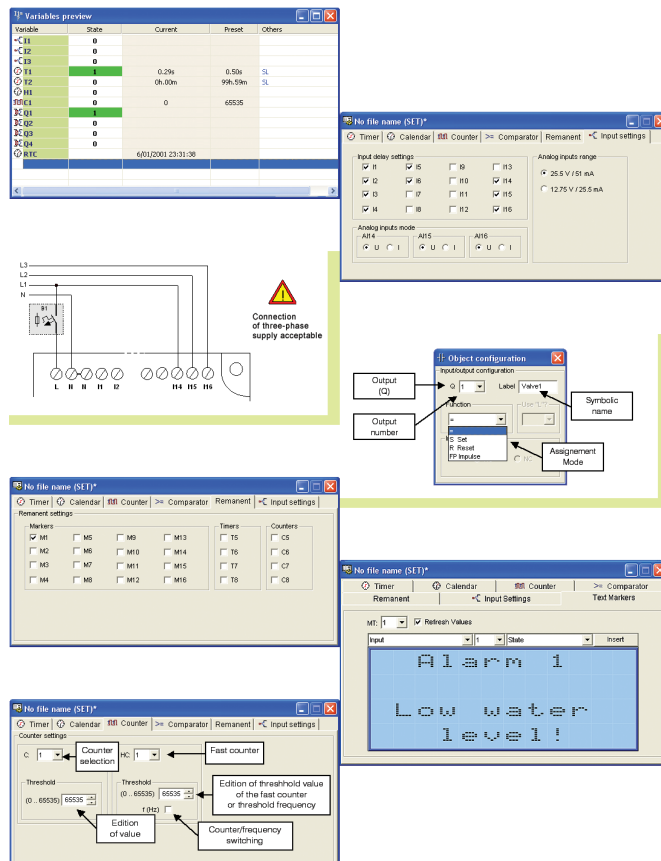 Variables preview
Variable State Current Preset Others
I1 0
I2 0
I3 0
T1 1 0.29s 0.50s SL
T2 0 0h.00m 99h.59m SL
H1 0
C1 0 0 65535
Q1 1
Q2 0
Q3 0
Q4 0
RTC 6/01/2001 23:31:38
No file name (SET)*
Timer Calendar Counter >= Comparator Remanent Input settings
Input delay settings
I1 I5 I9 I13
I2 I6 I10 I14
I3 I7 I11 I15
I4 I8 I12 I16
Analog inputs range
25.5 V / 51 mA
12.75 V / 25.5 mA
Analog inputs mode
AI14 AI15 AI16
U I U I U I
L3
L2
L1
N
B1
L N N I1 I2 I14 I15 I16
Connection
of three-phase
supply acceptable
Object configuration
Input/output configuration
Q 1 Label Valve1
Function
=
=
S Set
R Reset
FP Impulse
NC
Output
(Q)
Output
number
Symbolic
name
Assignement
Mode
No file name (SET)*
Timer Calendar Counter >= Comparator Remanent Input settings
Remanent settings
Markers Timers Counters
M1 M5 M9 M13 T5 C5
M2 M6 M10 M14 T6 C6
M3 M7 M11 M15 T7 C7
M4 M8 M12 M16 T8 C8
No file name (SET)*
Timer Calendar Counter >= Comparator
Remanent Input Settings Text Markers
MT: 1 Refresh Values
Input 1 State Insert
Alarm 1
Low water
level!
No file name (SET)*
Timer Calendar Counter >= Comparator Remanent Input settings
Counter settings
C: 1 Counter
selection
HC: 1 Fast counter
Threshold
(0 .. 65535) 65535
Threshold
(0 .. 65535) 65535
f (Hz)
Edition of threshhold value
of the fast counter
or threshold frequency
Edition
of value
Counter/frequency
switching